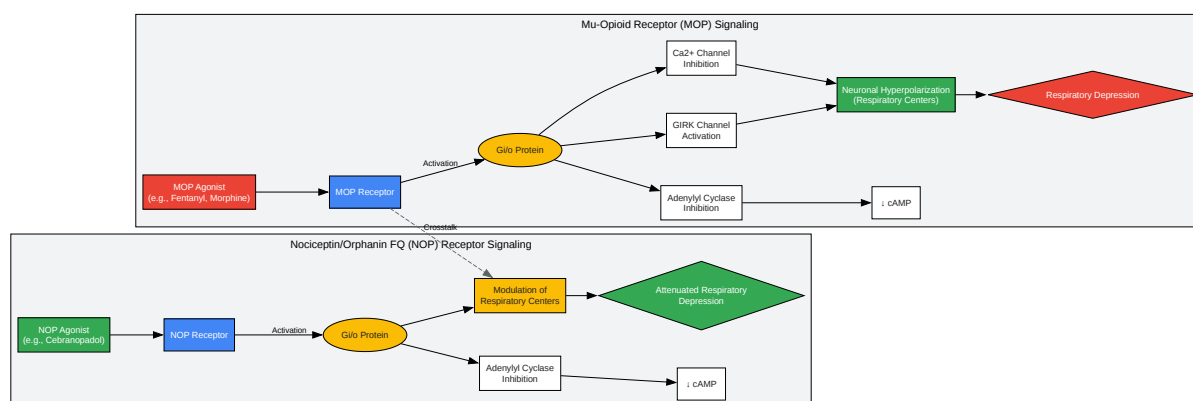 Mu-Opioid Receptor (MOP) Signaling
Ca2+ Channel
Inhibition
Neuronal Hyperpolarization
(Respiratory Centers)
Respiratory Depression
GIRK Channel
Activation
Gi/o Protein
Activation
MOP Agonist
(e.g., Fentanyl, Morphine)
MOP Receptor
Adenylyl Cyclase
Inhibition
↓ cAMP
Crosstalk
Nociceptin/Orphanin FQ (NOP) Receptor Signaling
Modulation of
Respiratory Centers
Attenuated Respiratory
Depression
NOP Agonist
(e.g., Cebranopadol)
NOP Receptor
Activation
Gi/o Protein
Adenylyl Cyclase
Inhibition
↓ cAMP